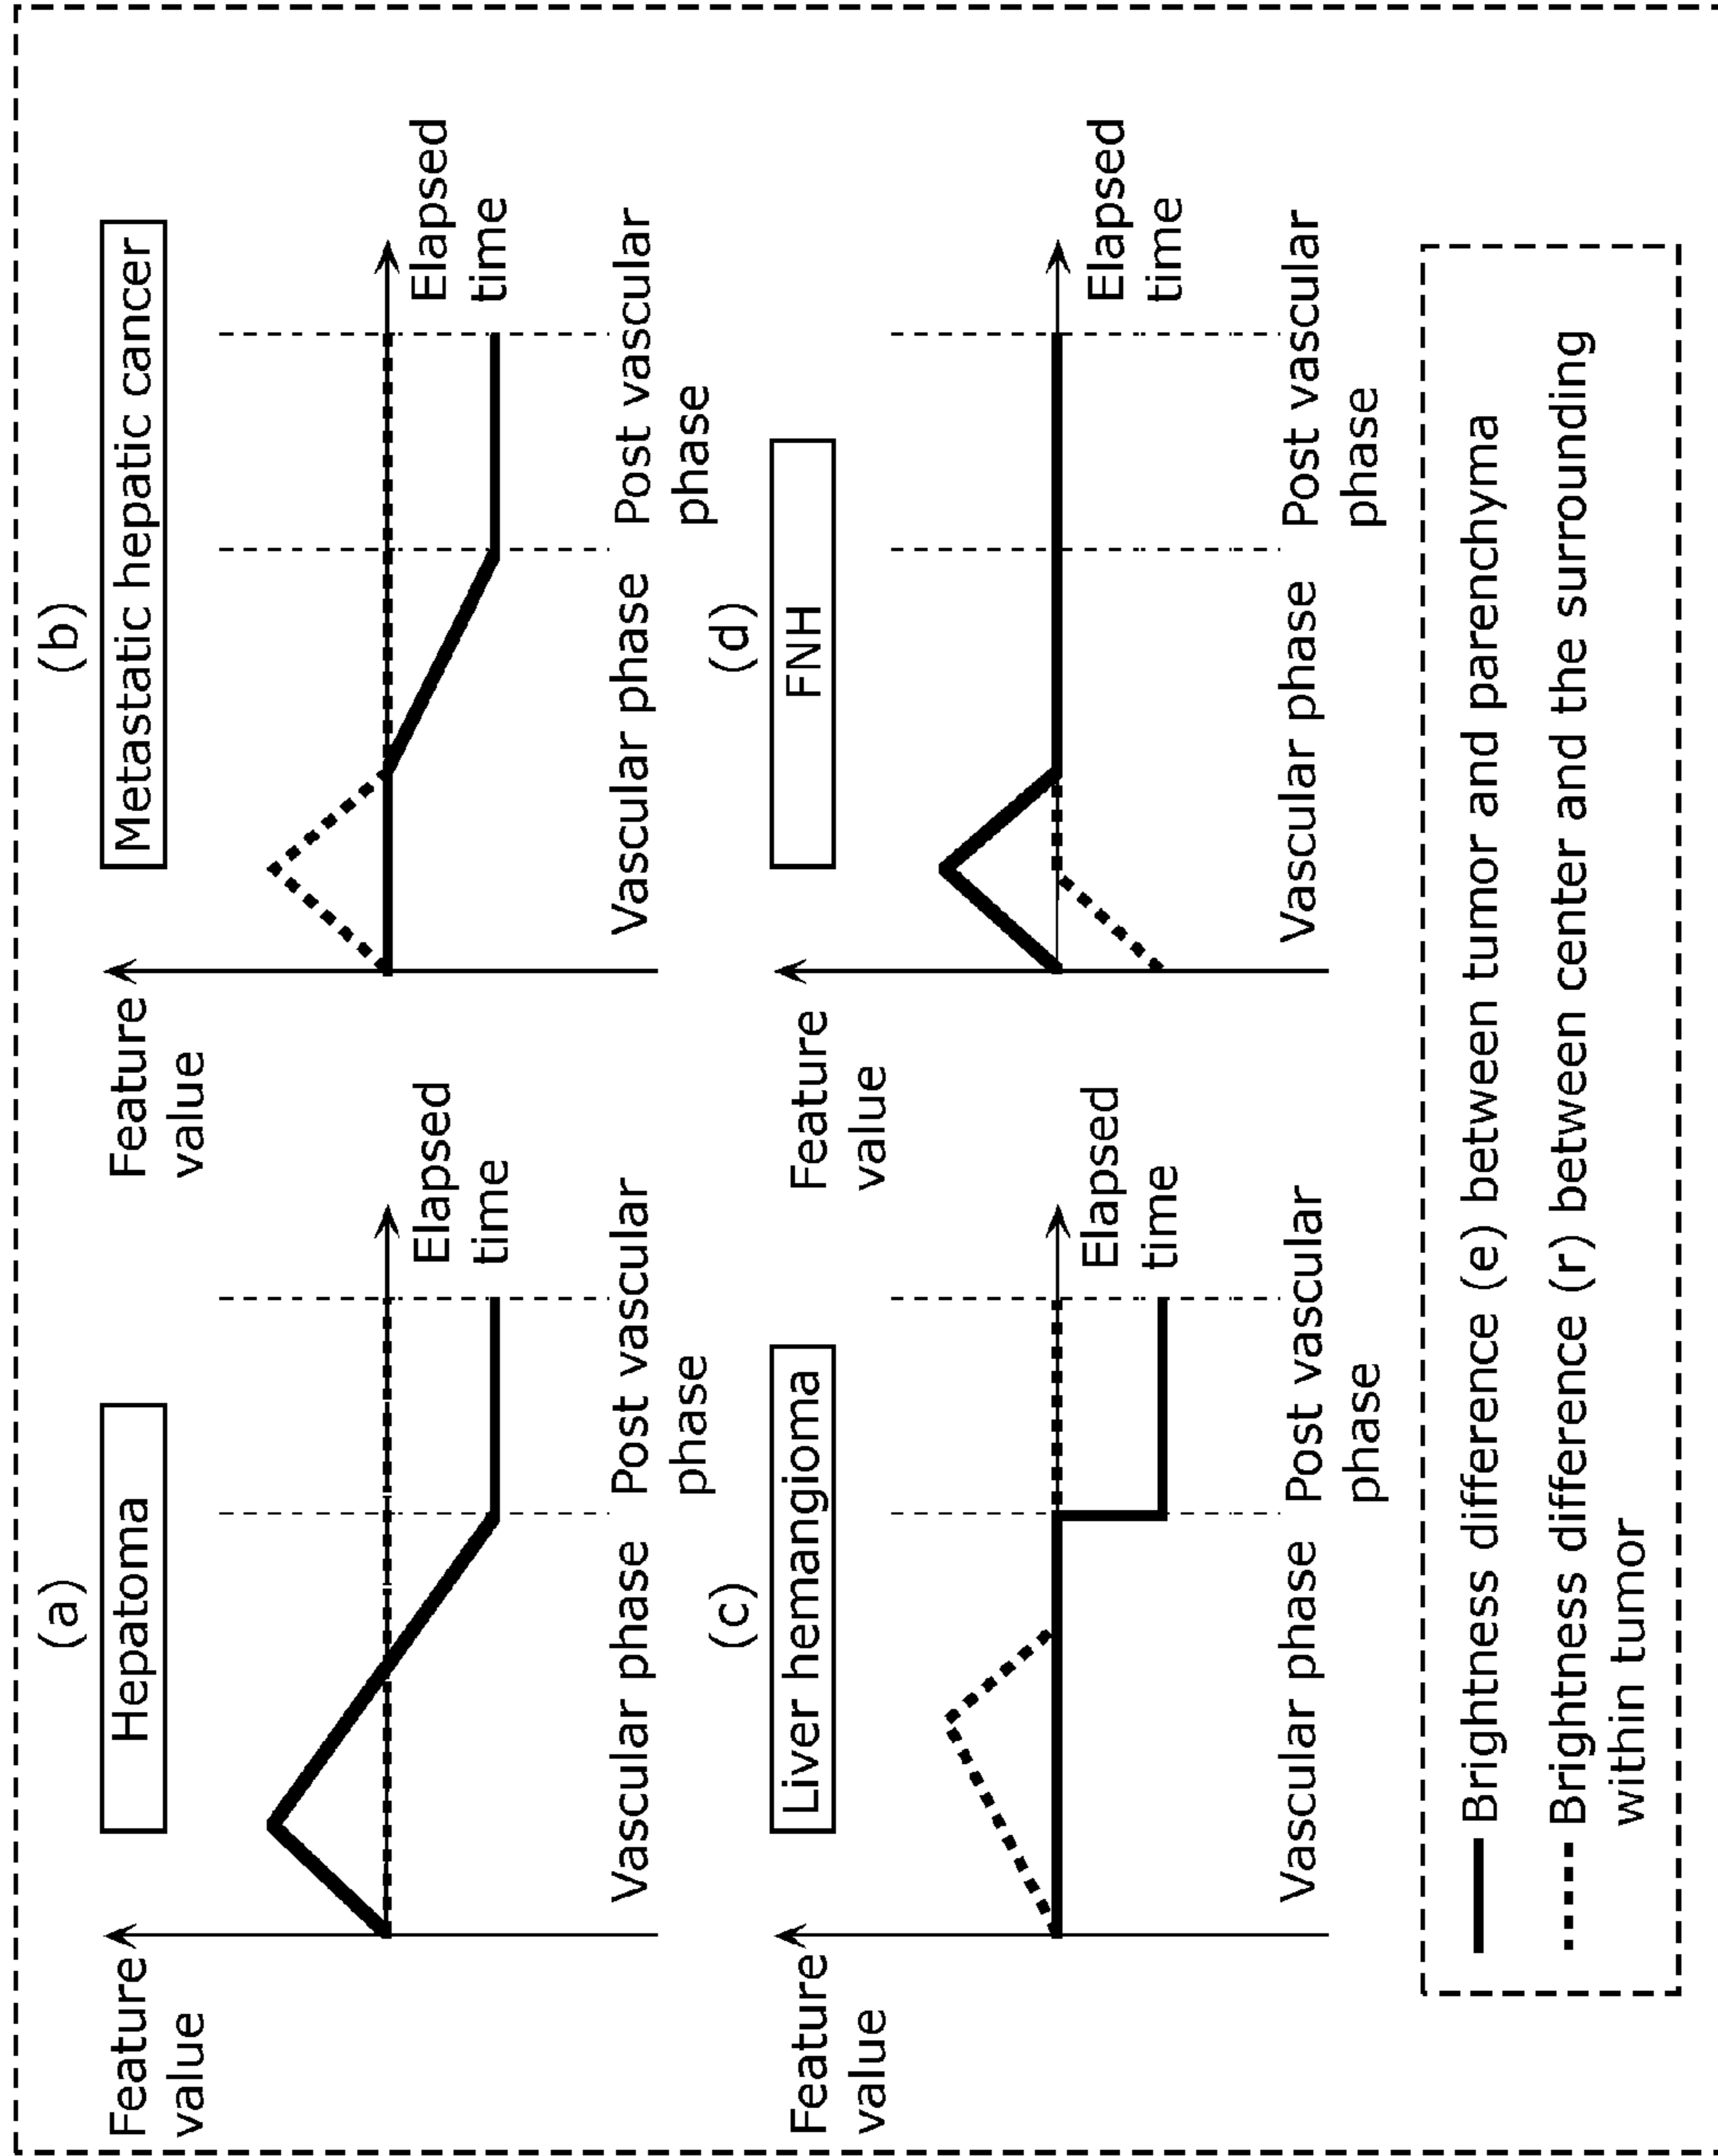 (a)
Hepatoma
Feature
value
Elapsed
time
Vascular phase
Post vascular
phase
(b)
Metastatic hepatic cancer
Feature
value
Elapsed
time
Vascular phase
Post vascular
phase
(c)
Liver hemangioma
Feature
value
Elapsed
time
Vascular phase
Post vascular
phase
(d)
FNH
Feature
value
Elapsed
time
Vascular phase
Post vascular
phase
Brightness difference (e) between tumor and parenchyma
Brightness difference (r) between center and the surrounding
within tumor